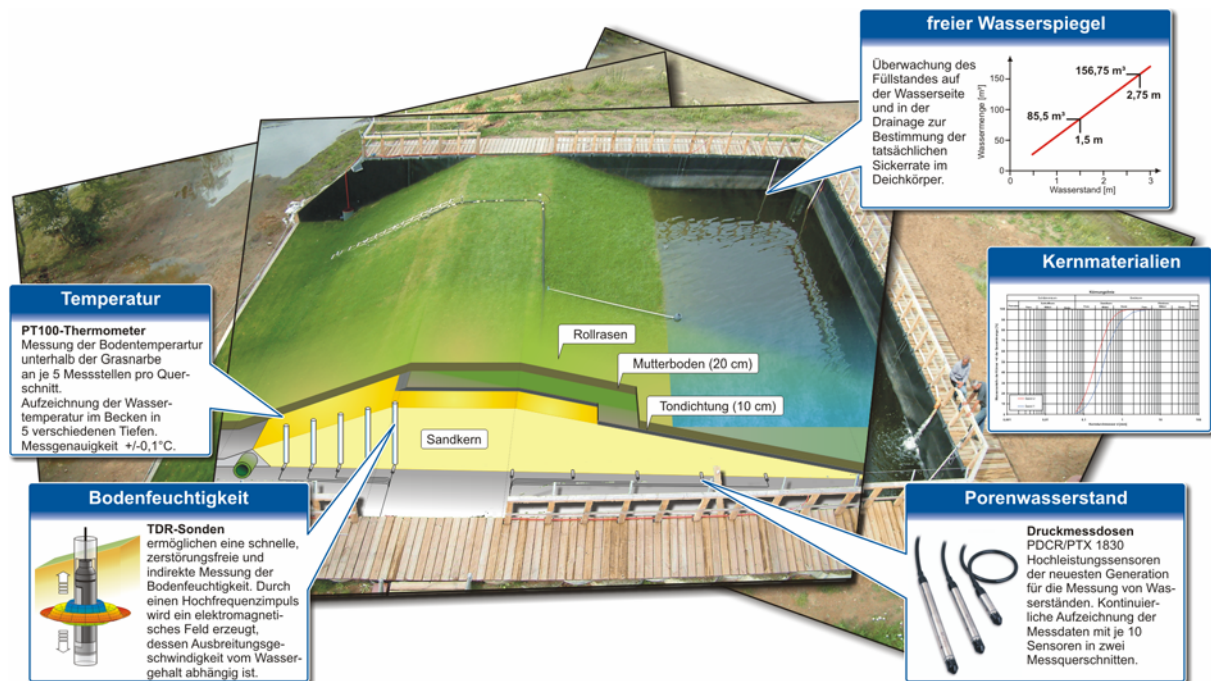 freier Wasserspiegel
Überwachung des
Füllstandes auf
der Wasserseite
und in der
Drainage zur
Bestimmung der
tatsächlichen
Sickerrate im
Deichkörper.
Wassermenge [m³]
150
100
50
0
156,75 m³
2,75 m
85,5 m³
1,5 m
0 1 2 3
Wasserstand [m]
Kernmaterialien
Temperatur
PT100-Thermometer
Messung der Bodentemperartur
unterhalb der Grasnarbe
an je 5 Messstellen pro Quer-
schnitt.
Aufzeichnung der Wasser-
temperatur im Becken in
5 verschiedenen Tiefen.
Messgenauigkeit +/-0,1°C.
Rollrasen
Mutterboden (20 cm)
Tondichtung (10 cm)
Sandkern
Bodenfeuchtigkeit
TDR-Sonden
ermöglichen eine schnelle,
zerstörungsfreie und
indirekte Messung der
Bodenfeuchtigkeit. Durch
einen Hochfrequenzimpuls
wird ein elektromagneti-
sches Feld erzeugt,
dessen Ausbreitungsge-
schwindigkeit vom Wasser-
gehalt abhängig ist.
Porenwasserstand
Druckmessdosen
PDCR/PTX 1830
Hochleistungssensoren
der neuesten Generation
für die Messung von Was-
serständen. Kontinuier-
liche Aufzeichnung der
Messdaten mit je 10
Sensoren in zwei
Messquerschnitten.